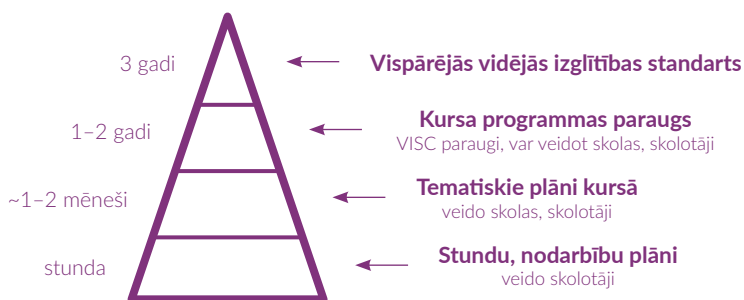 3 gadi
Vispārējās vidējās izglītības standarts
1–2 gadi
Kursa programmas paraugs
VISC paraugi, var veidot skolas, skolotāji
~1–2 mēneši
Tematiskie plāni kursā
veido skolas, skolotāji
stunda
Stundu, nodarbību plāni
veido skolotāji